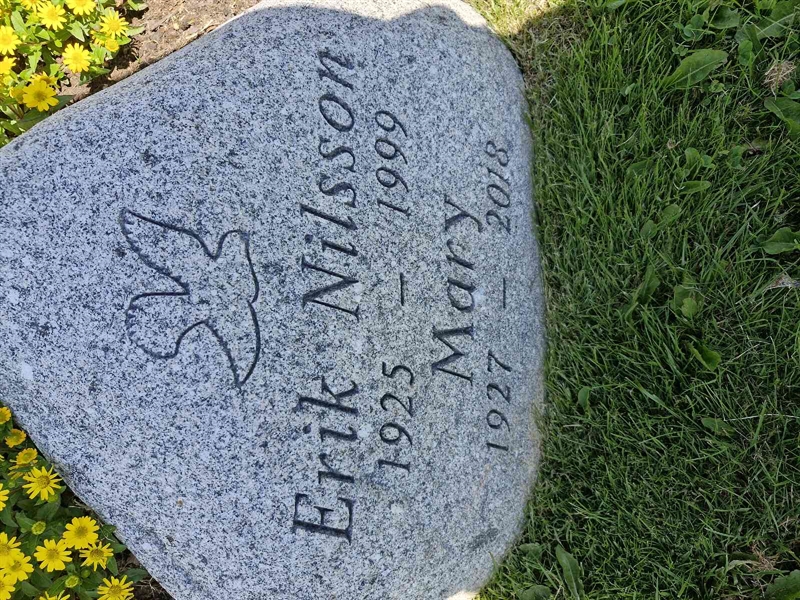 Erik Nilsson
1925 – 1999
Mary
1927 – 2018